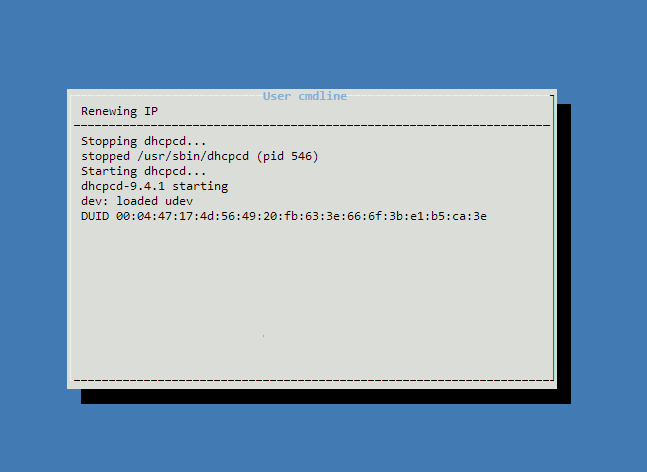 User cmdline
Renewing IP
Stopping dhcpcd...
stopped /usr/sbin/dhcpcd (pid 546)
Starting dhcpcd...
dhcpcd-9.4.1 starting
dev: loaded udev
DUID 00:04:47:17:4d:56:49:20:fb:63:3e:66:6f:3b:e1:b5:ca:3e